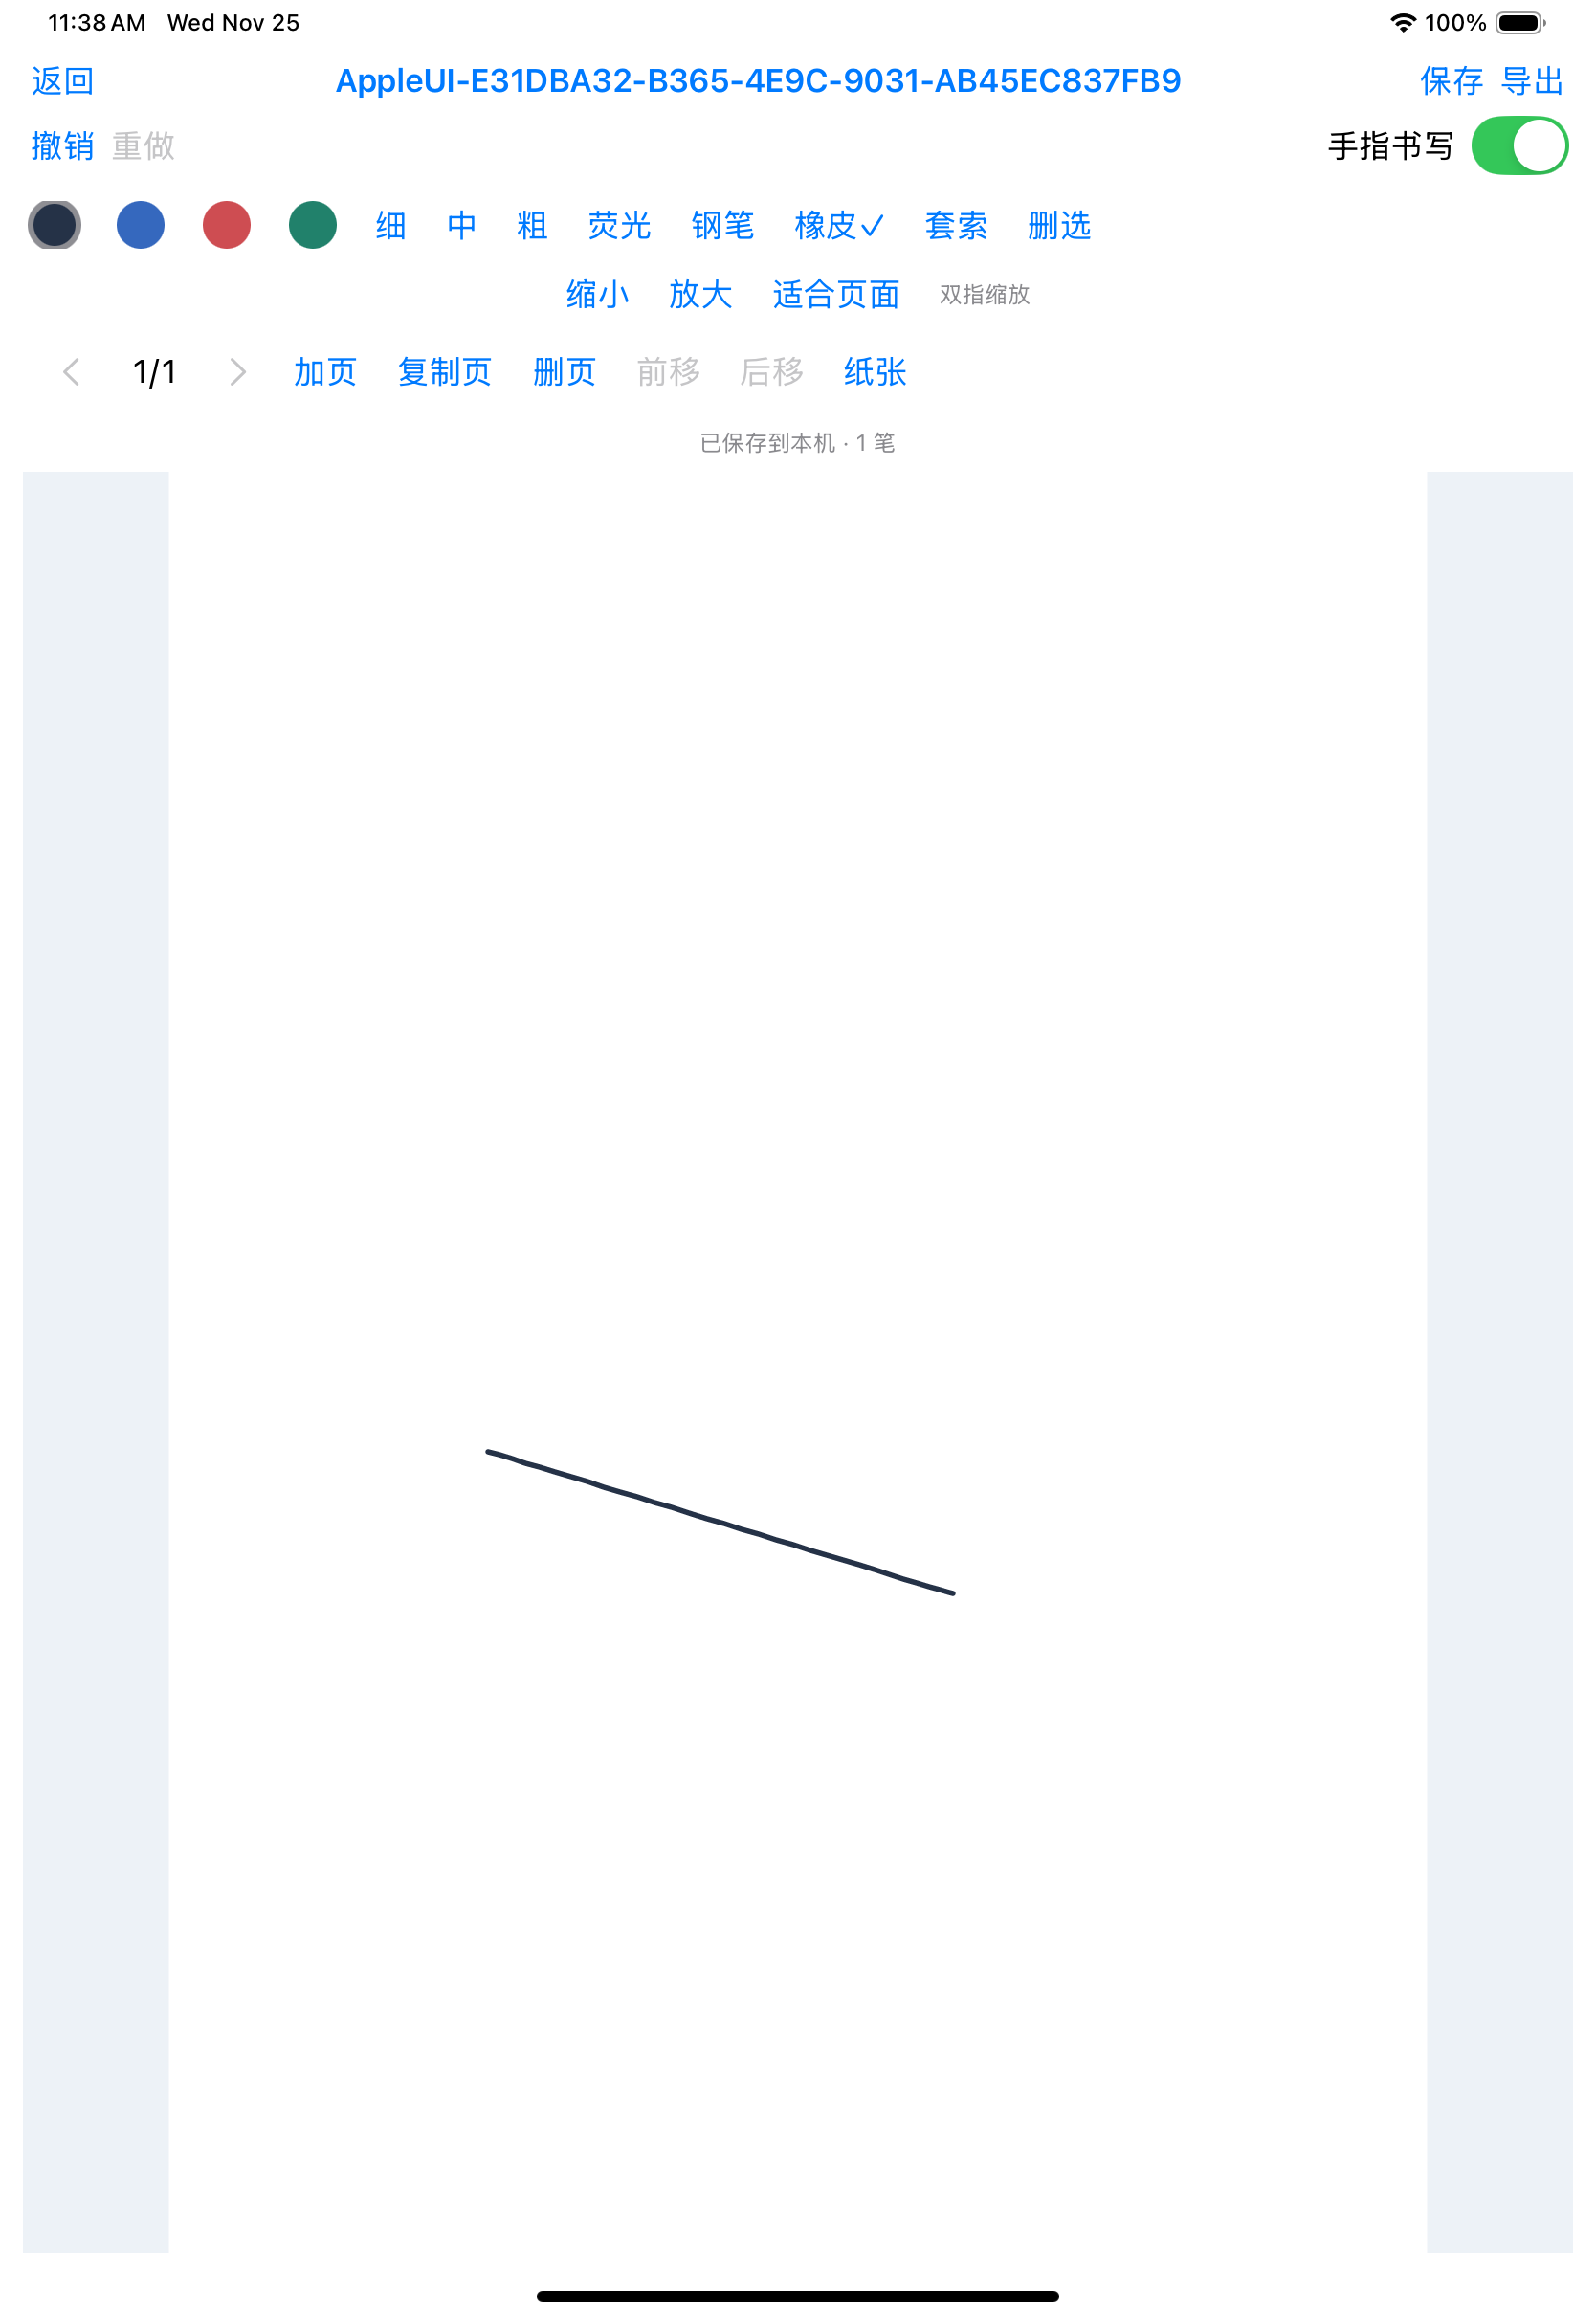 11:38 AM Wed Nov 25 100%
返回 AppleUI-E31DBA32-B365-4E9C-9031-AB45EC837FB9 保存 导出
撤销 重做 手指书写
细 中 粗 荧光 钢笔 橡皮✓ 套索 删选
缩小 放大 适合页面 双指缩放
1/1 加页 复制页 删页 前移 后移 纸张
已保存到本机 · 1 笔